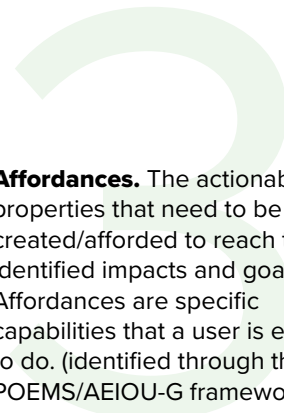 3
Affordances. The actionab
properties that need to be
created/afforded to reach t
identified impacts and goa
Affordances are specific
capabilities that a user is e
to do. (identified through th
POEMS/AEIOU-G framewo